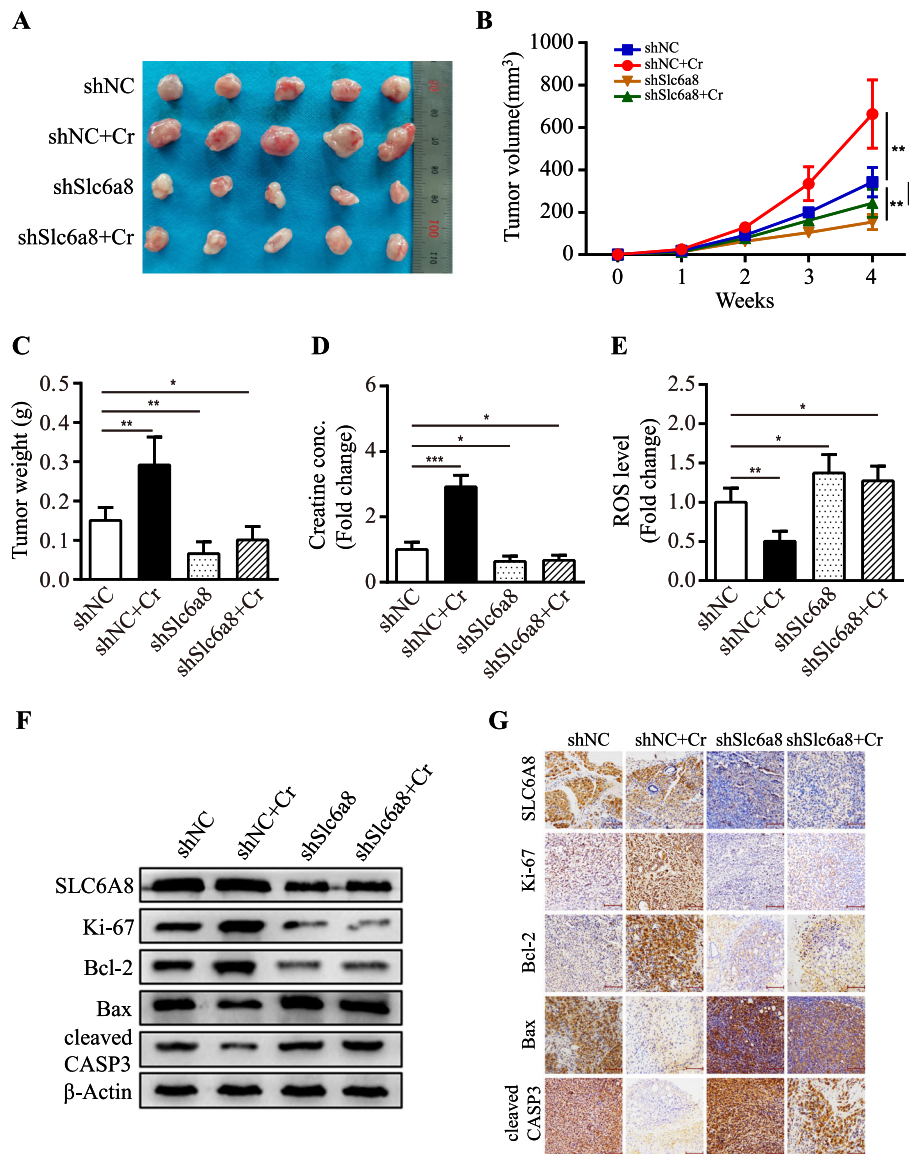 A
shNC
shNC+Cr
shSlc6a8
shSlc6a8+Cr
70
80
90
100
110
B
shNC
shNC+Cr
shSlc6a8
shSlc6a8+Cr
Tumor volume(mm³)
1000
800
600
400
200
0
0 1 2 3 4
Weeks
**
**
C
Tumor weight (g)
0.5
0.4
0.3
0.2
0.1
0.0
*
**
**
shNC
shNC+Cr
shSlc6a8
shSlc6a8+Cr
D
Creatine conc.
(Fold change)
6
4
2
0
*
*
***
shNC
shNC+Cr
shSlc6a8
shSlc6a8+Cr
E
ROS level
(Fold change)
2.5
2.0
1.5
1.0
0.5
0.0
*
*
**
shNC
shNC+Cr
shSlc6a8
shSlc6a8+Cr
F
shNC
shNC+Cr
shSlc6a8
shSlc6a8+Cr
SLC6A8
Ki-67
Bcl-2
Bax
cleaved
CASP3
β-Actin
G
shNC shNC+Cr shSlc6a8 shSlc6a8+Cr
SLC6A8
Ki-67
Bcl-2
Bax
cleaved
CASP3